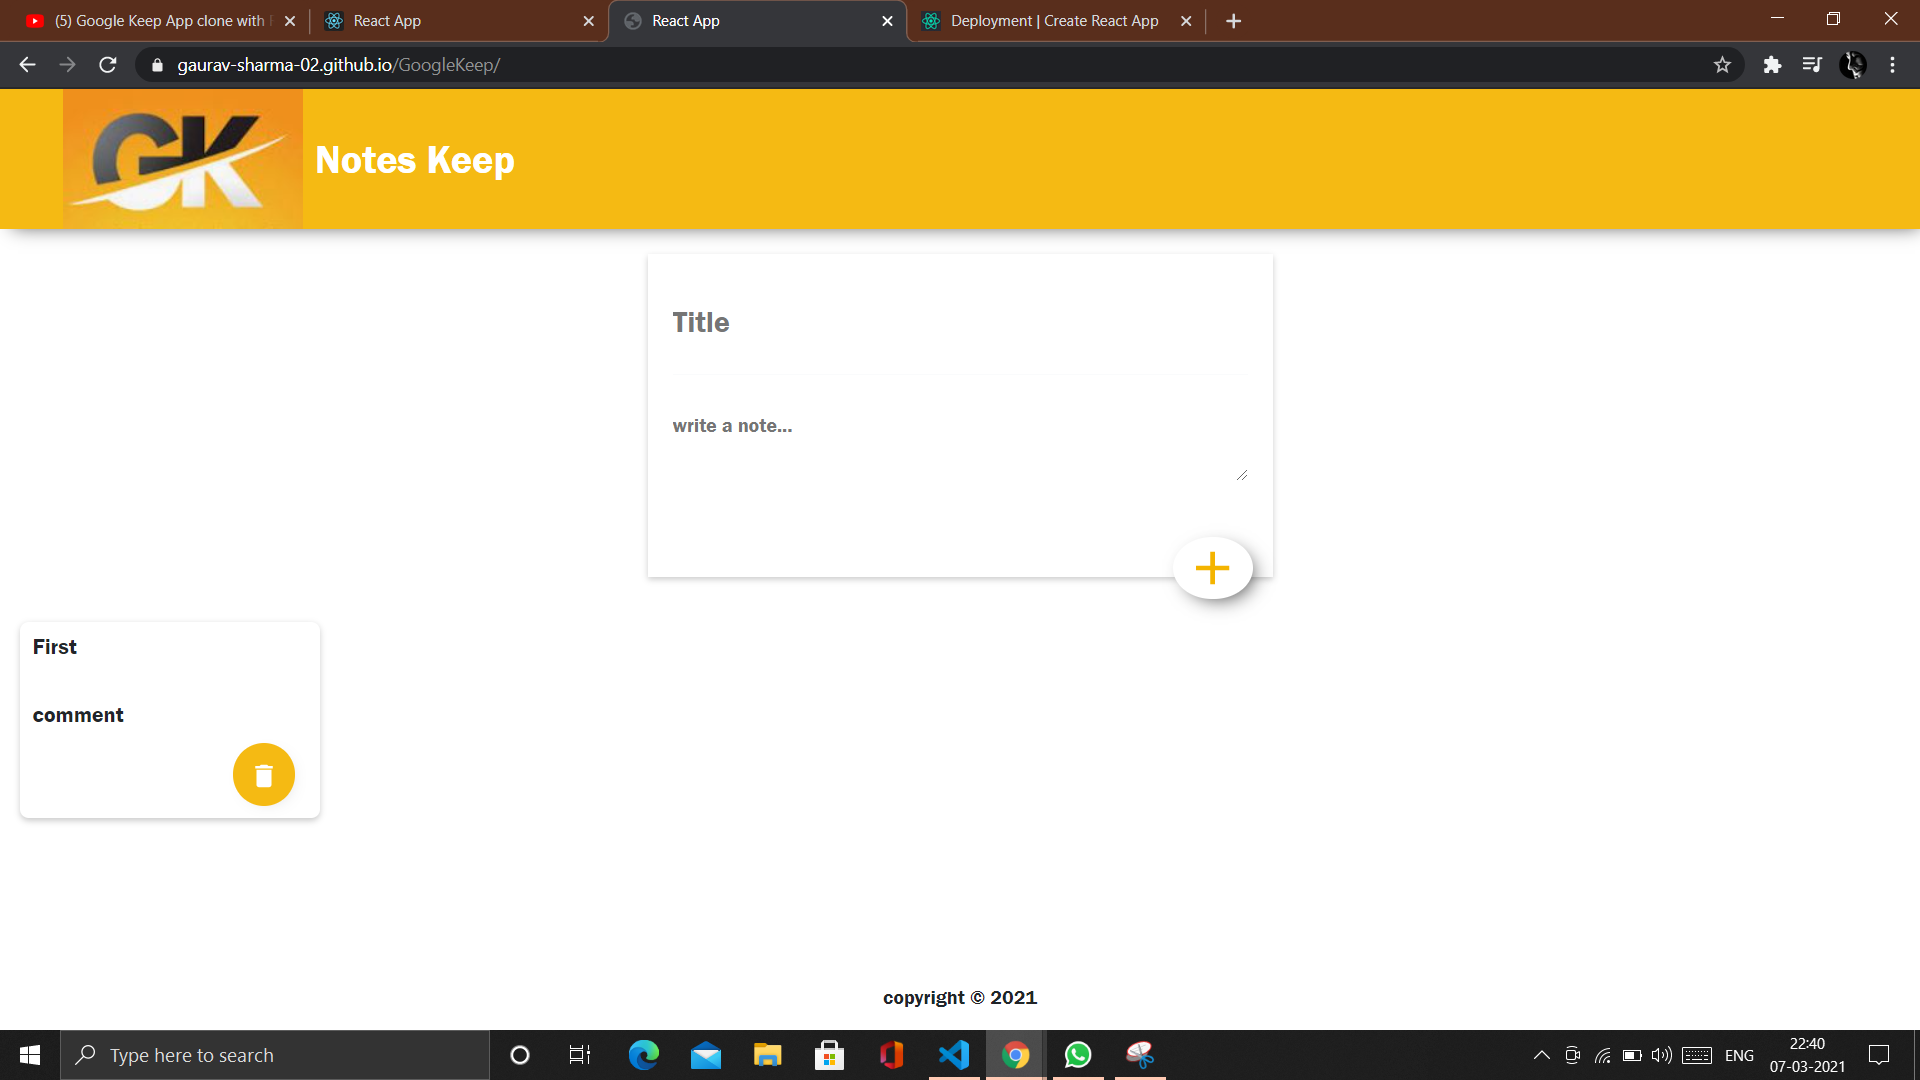 (5) Google Keep App clone with
React App
React App
Deployment | Create React App
gaurav-sharma-02.github.io/GoogleKeep/
GK
Notes Keep
Title
write a note...
First
comment
copyright © 2021
Type here to search
ENG
22:40
07-03-2021